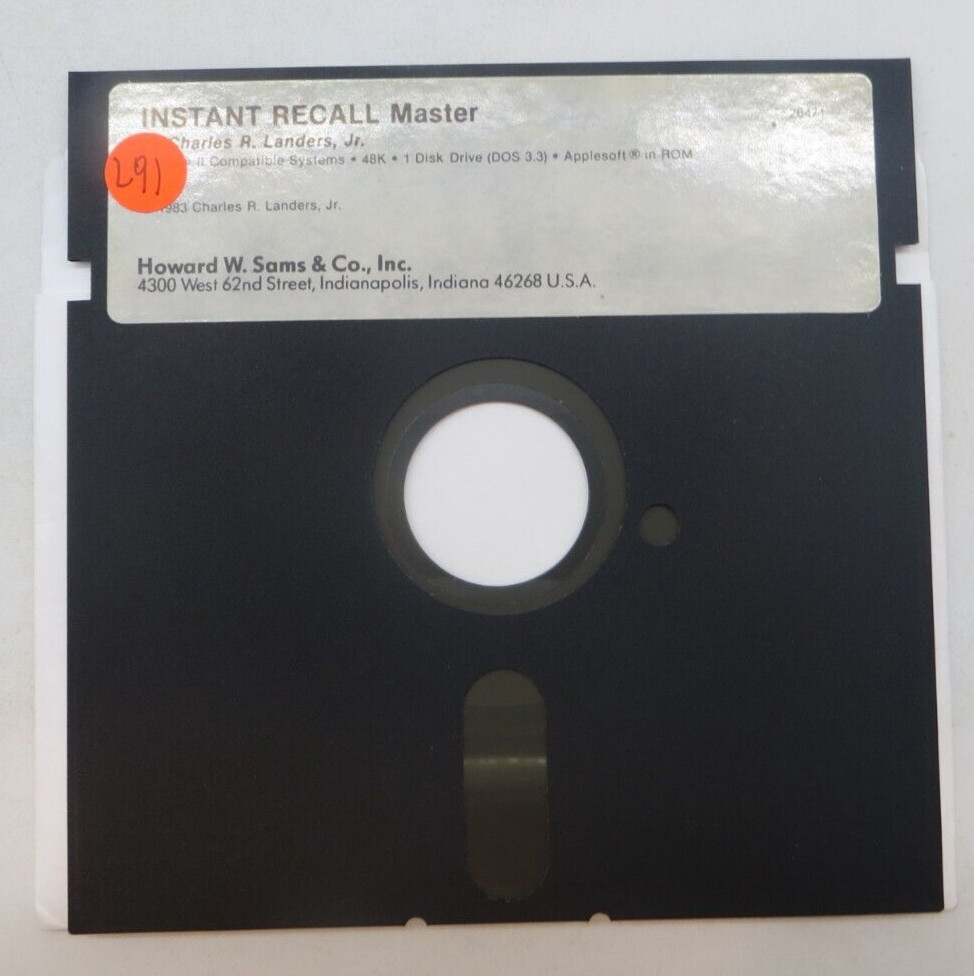 INSTANT RECALL Master
Charles R. Landers, Jr.
II Compatible Systems • 48K • 1 Disk Drive (DOS 3.3) • Applesoft® in ROM
291
1983 Charles R. Landers, Jr.
Howard W. Sams & Co., Inc.
4300 West 62nd Street, Indianapolis, Indiana 46268 U.S.A.